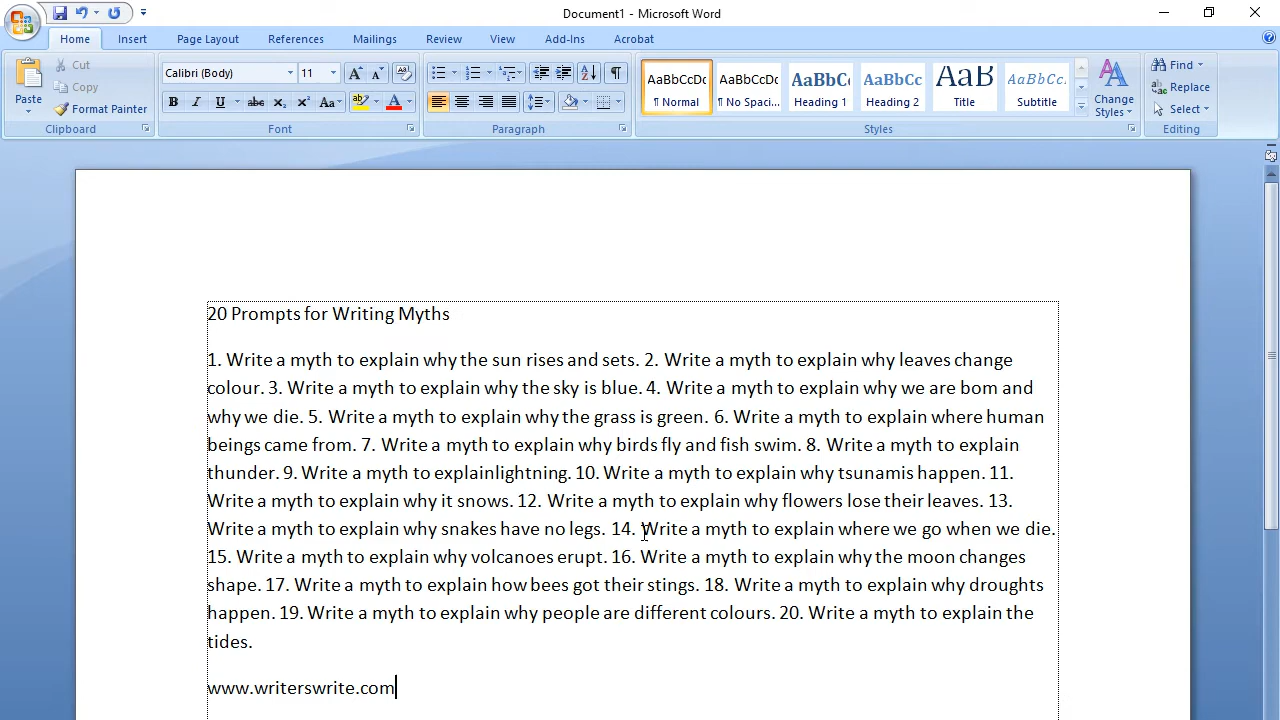 Document1 - Microsoft Word
Home Insert Page Layout References Mailings Review View Add-Ins Acrobat
Paste
Cut
Copy
Format Painter
Clipboard
Calibri (Body) 11
B I U abc X₂ X² Aa
Font
Paragraph
AaBbCcDc AaBbCcDc AaBbCc AaBbCc AaB AaBbCc.
¶ Normal ¶ No Spaci... Heading 1 Heading 2 Title Subtitle
Change Styles
Styles
Find
Replace
Select
Editing
20 Prompts for Writing Myths
1. Write a myth to explain why the sun rises and sets. 2. Write a myth to explain why leaves change
colour. 3. Write a myth to explain why the sky is blue. 4. Write a myth to explain why we are bom and
why we die. 5. Write a myth to explain why the grass is green. 6. Write a myth to explain where human
beings came from. 7. Write a myth to explain why birds fly and fish swim. 8. Write a myth to explain
thunder. 9. Write a myth to explainlightning. 10. Write a myth to explain why tsunamis happen. 11.
Write a myth to explain why it snows. 12. Write a myth to explain why flowers lose their leaves. 13.
Write a myth to explain why snakes have no legs. 14. Write a myth to explain where we go when we die.
15. Write a myth to explain why volcanoes erupt. 16. Write a myth to explain why the moon changes
shape. 17. Write a myth to explain how bees got their stings. 18. Write a myth to explain why droughts
happen. 19. Write a myth to explain why people are different colours. 20. Write a myth to explain the
tides.
www.writerswrite.com